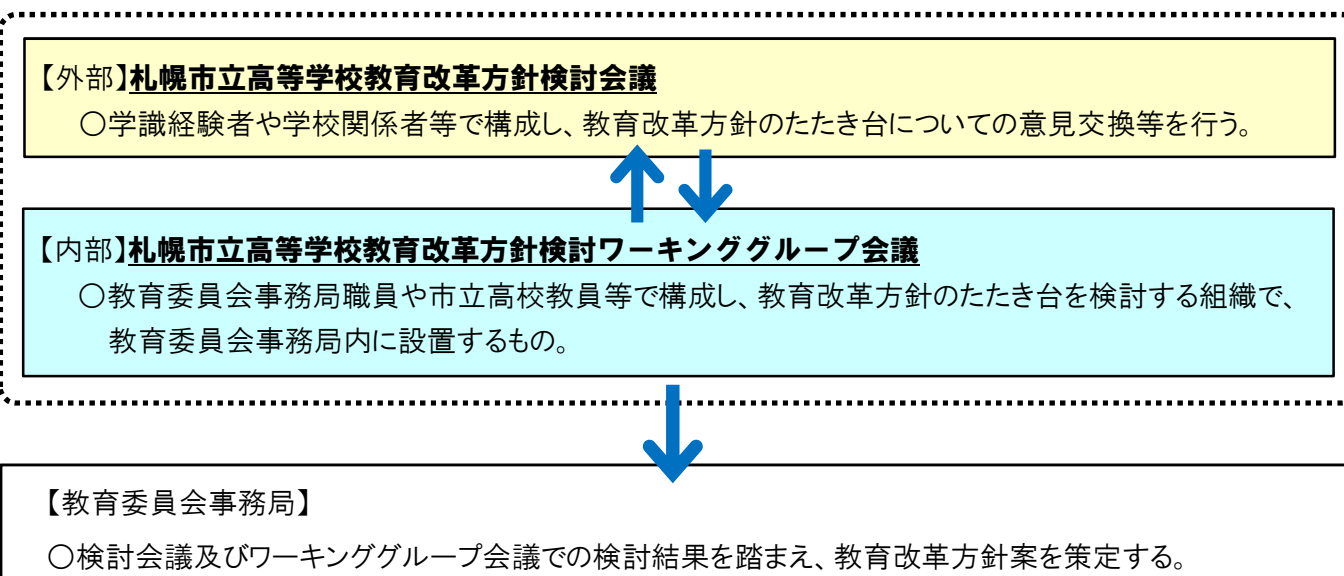 【外部】札幌市立高等学校教育改革方針検討会議
○学識経験者や学校関係者等で構成し、教育改革方針のたたき台についての意見交換等を行う。
【内部】札幌市立高等学校教育改革方針検討ワーキンググループ会議
○教育委員会事務局職員や市立高校教員等で構成し、教育改革方針のたたき台を検討する組織で、
教育委員会事務局内に設置するもの。
【教育委員会事務局】
○検討会議及びワーキンググループ会議での検討結果を踏まえ、教育改革方針案を策定する。